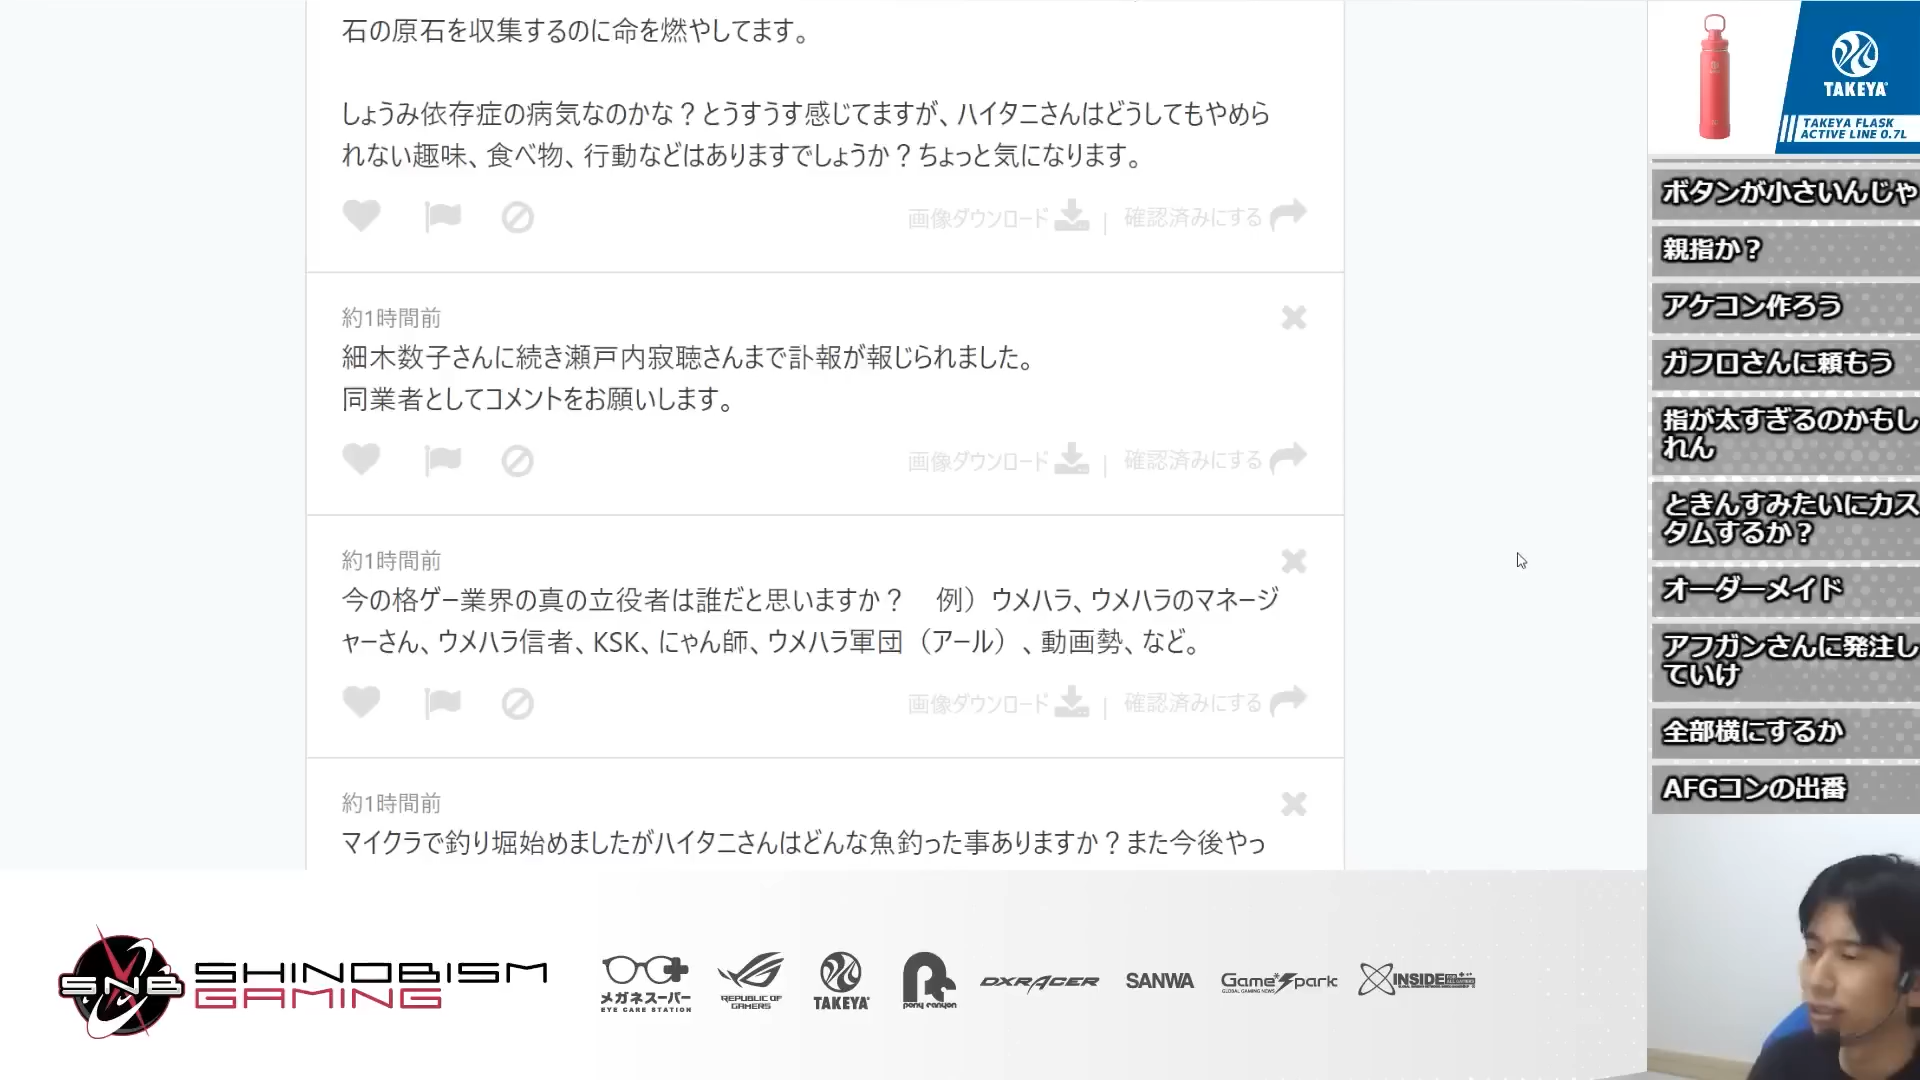 石の原石を収集するのに命を燃やしてます。
しょうみ依存症の病気なのかな？とうすうす感じてますが、ハイタニさんはどうしてもやめら
れない趣味、食べ物、行動などはありますでしょうか？ちょっと気になります。
画像ダウンロード | 確認済みにする
約1時間前
細木数子さんに続き瀬戸内寂聴さんまで訃報が報じられました。
同業者としてコメントをお願いします。
画像ダウンロード | 確認済みにする
約1時間前
今の格ゲー業界の真の立役者は誰だと思いますか？　例）ウメハラ、ウメハラのマネージ
ャーさん、ウメハラ信者、KSK、にゃん師、ウメハラ軍団（アール）、動画勢、など。
画像ダウンロード | 確認済みにする
約1時間前
マイクラで釣り堀始めましたがハイタニさんはどんな魚釣った事ありますか？また今後やっ
TAKEYA
TAKEYA FLASK
ACTIVE LINE 0.7L
ボタンが小さいんじゃ
親指か？
アケコン作ろう
ガフロさんに頼もう
指が太すぎるのかもし
れん
ときんすみたいにカス
タムするか？
オーダーメイド
アフガンさんに発注し
ていけ
全部横にするか
AFGコンの出番
SNB
SHINOBISM
GAMING
メガネスーパー
EYE CARE STATION
REPUBLIC OF
GAMERS
TAKEYA
pony canyon
DXRACER
SANWA
Game*Spark
GLOBAL GAMING NEWS
INSIDE